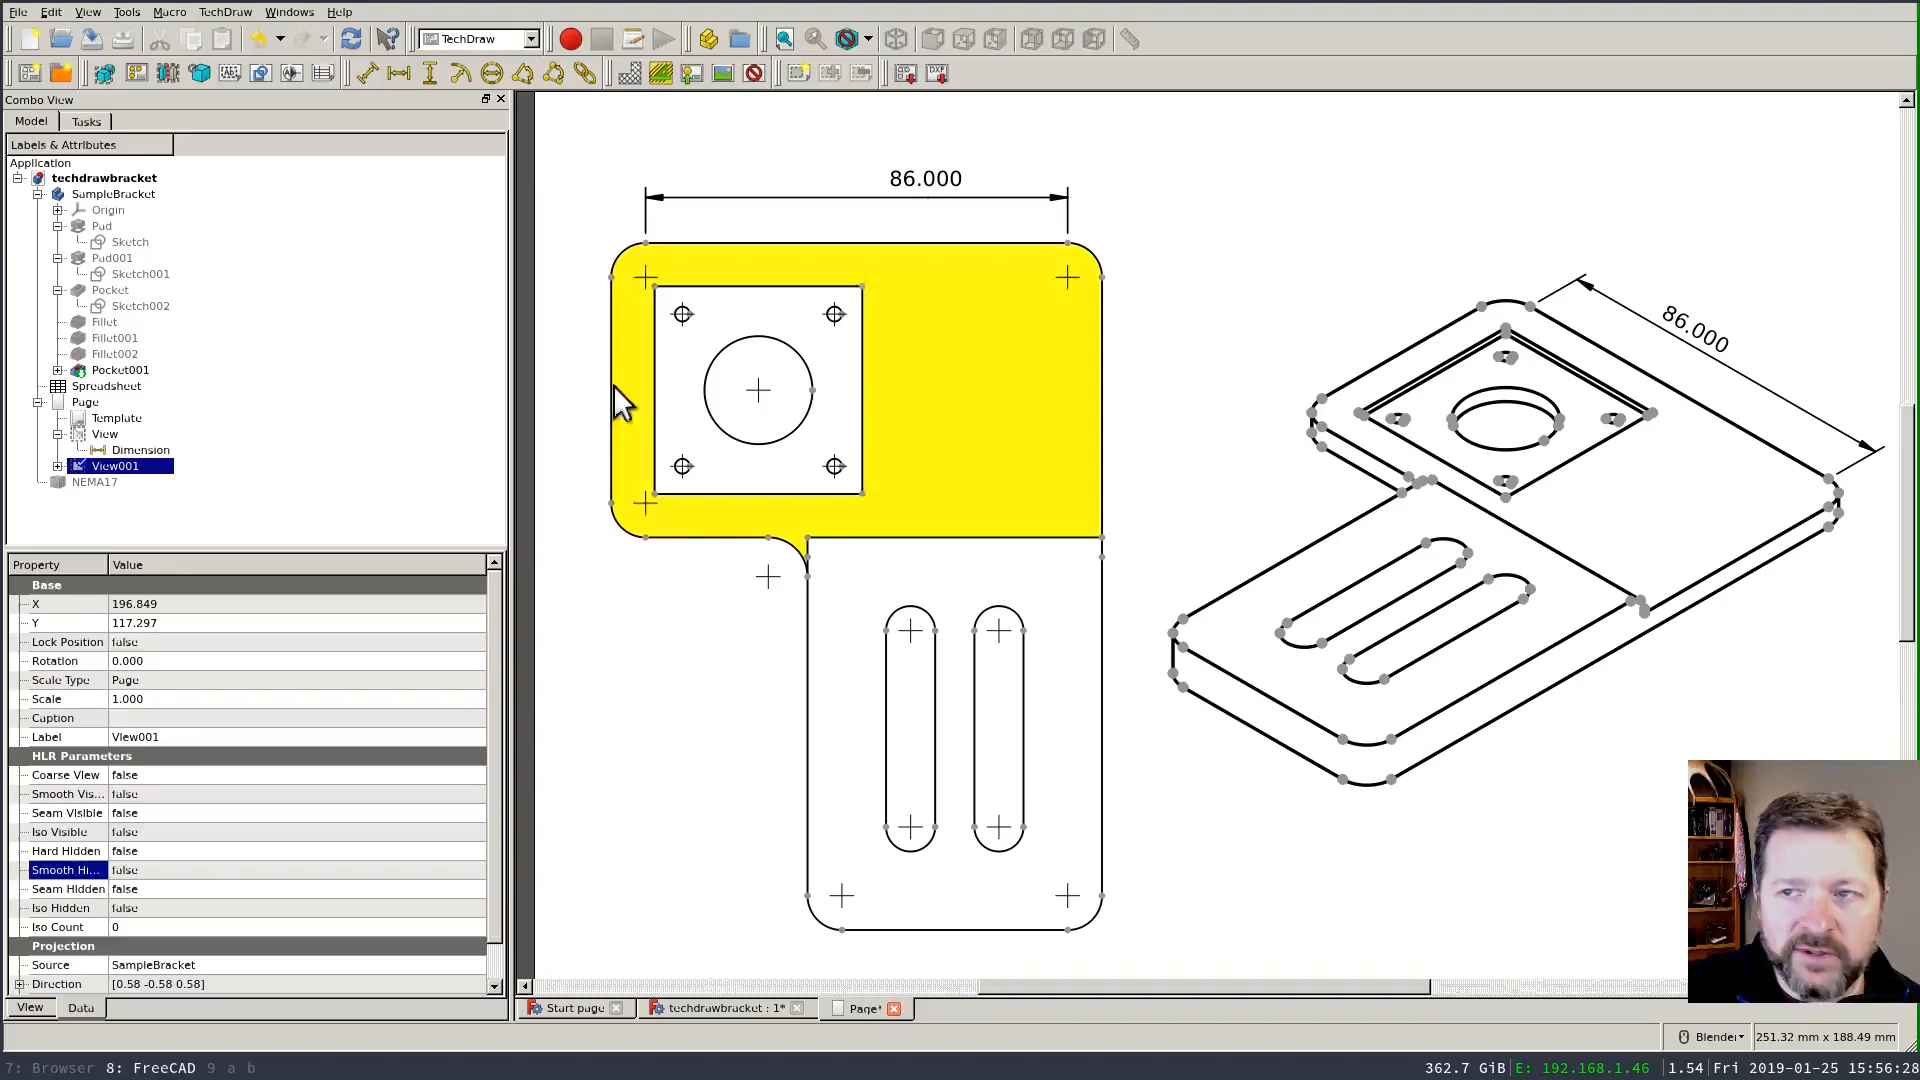 File Edit View Tools Macro TechDraw Windows Help
TechDraw
Combo View
Model Tasks
Labels & Attributes
Application
techdrawbracket
SampleBracket
Origin
Pad
Sketch
Pad001
Sketch001
Pocket
Sketch002
Fillet
Fillet001
Fillet002
Pocket001
Spreadsheet
Page
Template
View
Dimension
View001
NEMA17
Property Value
Base
X 196.849
Y 117.297
Lock Position false
Rotation 0.000
Scale Type Page
Scale 1.000
Caption
Label View001
HLR Parameters
Coarse View false
Smooth Vis... false
Seam Visible false
Iso Visible false
Hard Hidden false
Smooth Hi... false
Seam Hidden false
Iso Hidden false
Iso Count 0
Projection
Source SampleBracket
Direction [0.58 -0.58 0.58]
View Data
86.000
86.000
Start page techdrawbracket : 1* Page*
Blender 251.32 mm x 188.49 mm
7: Browser 8: FreeCAD 9 a b
362.7 GiB E: 192.168.1.46 1.54 Fri 2019-01-25 15:56:28